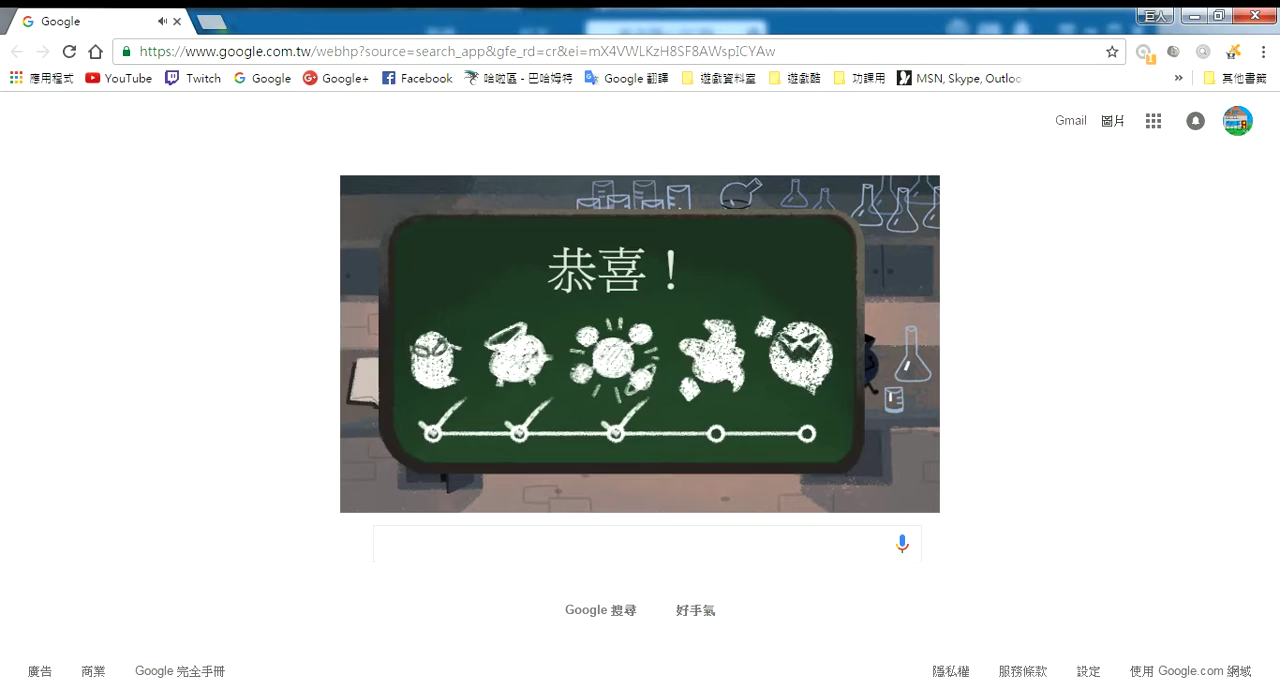 Google
巨人
https://www.google.com.tw/webhp?source=search_app&gfe_rd=cr&ei=mX4VWLKzH8SF8AWspICYAw
應用程式 YouTube Twitch Google Google+ Facebook 哈啦區 - 巴哈姆特 Google 翻譯 遊戲資料室 遊戲酷 功課用 MSN, Skype, Outloo » 其他書籤
1
Gmail 圖片
恭喜！
Google 搜尋 好手氣
廣告 商業 Google 完全手冊 隱私權 服務條款 設定 使用 Google.com 網域